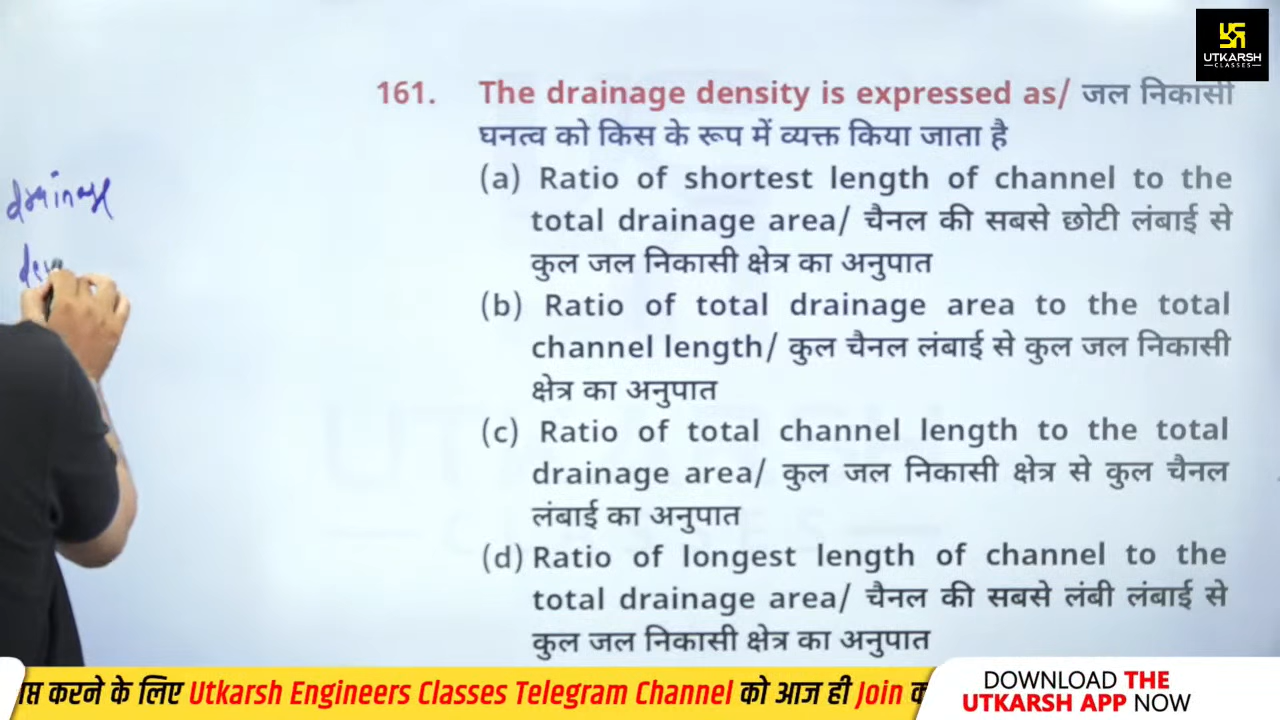 UTKARSH
CLASSES
161. The drainage density is expressed as/ जल निकासी
घनत्व को किस के रूप में व्यक्त किया जाता है
(a) Ratio of shortest length of channel to the
total drainage area/ चैनल की सबसे छोटी लंबाई से
कुल जल निकासी क्षेत्र का अनुपात
(b) Ratio of total drainage area to the total
channel length/ कुल चैनल लंबाई से कुल जल निकासी
क्षेत्र का अनुपात
(c) Ratio of total channel length to the total
drainage area/ कुल जल निकासी क्षेत्र से कुल चैनल
लंबाई का अनुपात
(d) Ratio of longest length of channel to the
total drainage area/ चैनल की सबसे लंबी लंबाई से
कुल जल निकासी क्षेत्र का अनुपात
drainage
UTKARSH
CLASSES
करने के लिए Utkarsh Engineers Classes Telegram Channel को आज ही Join
DOWNLOAD THE
UTKARSH APP NOW